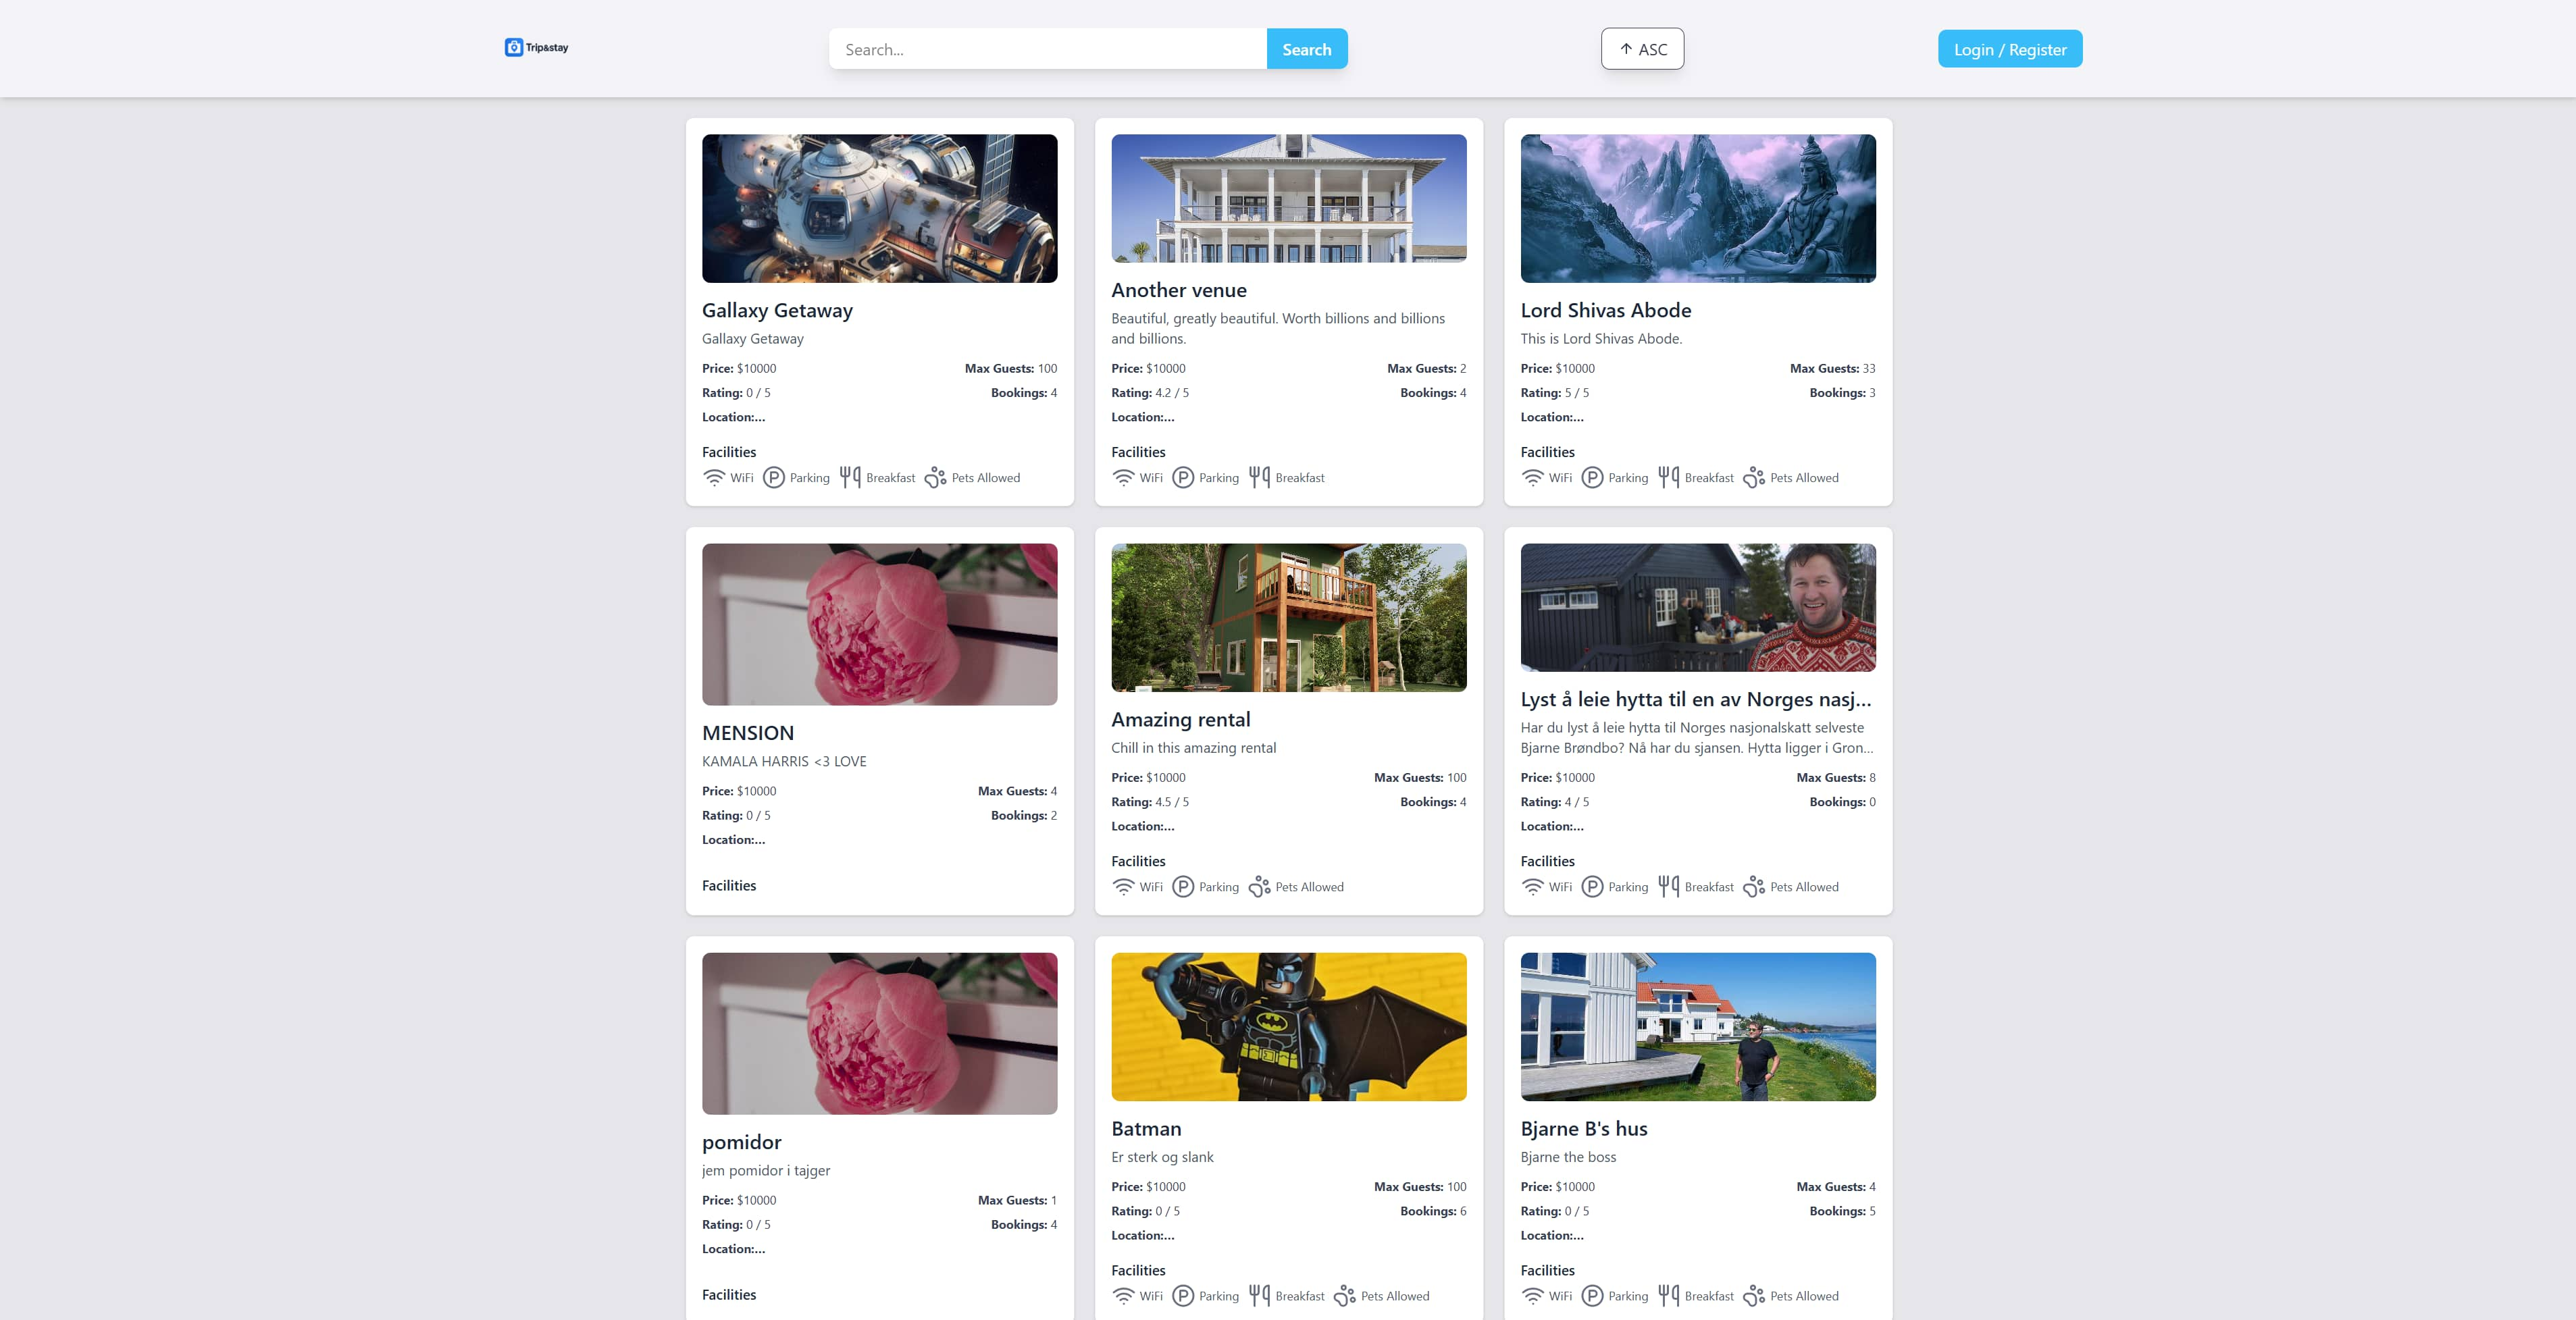 Trip&stay
Search...
Search
↑ ASC
Login / Register
Gallaxy Getaway
Gallaxy Getaway
Price: $10000
Max Guests: 100
Rating: 0 / 5
Bookings: 4
Location:...
Facilities
WiFi
Parking
Breakfast
Pets Allowed
Another venue
Beautiful, greatly beautiful. Worth billions and billions
and billions.
Price: $10000
Max Guests: 2
Rating: 4.2 / 5
Bookings: 4
Location:...
Facilities
WiFi
Parking
Breakfast
Lord Shivas Abode
This is Lord Shivas Abode.
Price: $10000
Max Guests: 33
Rating: 5 / 5
Bookings: 3
Location:...
Facilities
WiFi
Parking
Breakfast
Pets Allowed
MENSION
KAMALA HARRIS <3 LOVE
Price: $10000
Max Guests: 4
Rating: 0 / 5
Bookings: 2
Location:...
Facilities
Amazing rental
Chill in this amazing rental
Price: $10000
Max Guests: 100
Rating: 4.5 / 5
Bookings: 4
Location:...
Facilities
WiFi
Parking
Pets Allowed
Lyst å leie hytta til en av Norges nasj...
Har du lyst å leie hytta til Norges nasjonalskatt selveste
Bjarne Brøndbo? Nå har du sjansen. Hytta ligger i Gron...
Price: $10000
Max Guests: 8
Rating: 4 / 5
Bookings: 0
Location:...
Facilities
WiFi
Parking
Breakfast
Pets Allowed
pomidor
jem pomidor i tajger
Price: $10000
Max Guests: 1
Rating: 0 / 5
Bookings: 4
Location:...
Facilities
Batman
Er sterk og slank
Price: $10000
Max Guests: 100
Rating: 0 / 5
Bookings: 6
Location:...
Facilities
WiFi
Parking
Breakfast
Pets Allowed
Bjarne B's hus
Bjarne the boss
Price: $10000
Max Guests: 4
Rating: 0 / 5
Bookings: 5
Location:...
Facilities
WiFi
Parking
Breakfast
Pets Allowed